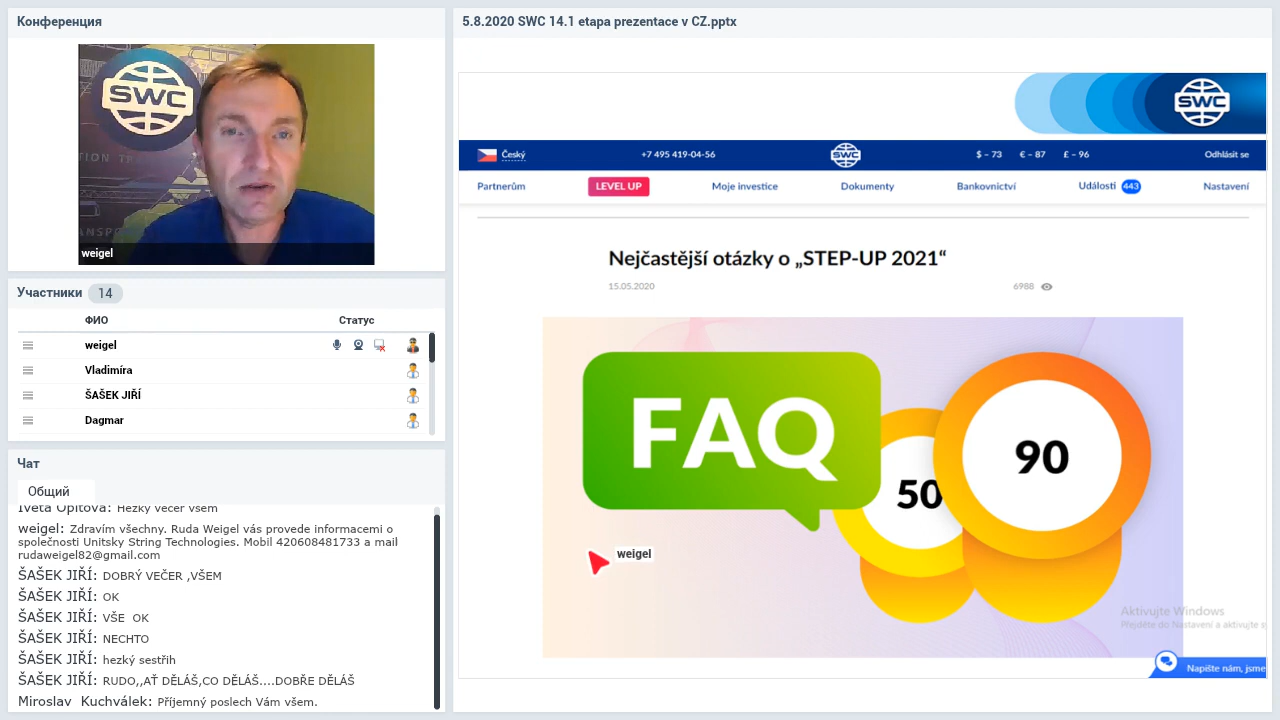 Конференция
SWC
weigel
Участники 14
ФИО Статус
weigel
Vladimíra
ŠAŠEK JIŘÍ
Dagmar
Чат
Общий
Iveta Opitova: Hezký večer všem
weigel: Zdravím všechny. Ruda Weigel vás provede informacemi o
společnosti Unitsky String Technologies. Mobil 420608481733 a mail
rudaweigel82@gmail.com
ŠAŠEK JIŘÍ: DOBRÝ VEČER ,VŠEM
ŠAŠEK JIŘÍ: OK
ŠAŠEK JIŘÍ: VŠE OK
ŠAŠEK JIŘÍ: NECHTO
ŠAŠEK JIŘÍ: hezký sestřih
ŠAŠEK JIŘÍ: RUDO,,AŤ DĚLÁŠ,CO DĚLÁŠ....DOBŘE DĚLÁŠ
Miroslav Kuchválek: Příjemný poslech Vám všem.
5.8.2020 SWC 14.1 etapa prezentace v CZ.pptx
SWC
Český +7 495 419-04-56 SWC $ – 73 € – 87 £ – 96 Odhlásit se
Partnerům LEVEL UP Moje investice Dokumenty Bankovnictví Události 443 Nastavení
Nejčastější otázky o „STEP-UP 2021“
15.05.2020 6988
FAQ
50
90
weigel
Aktivujte Windows
Přejděte do Nastavení a aktivujte
Napište nám, jsme